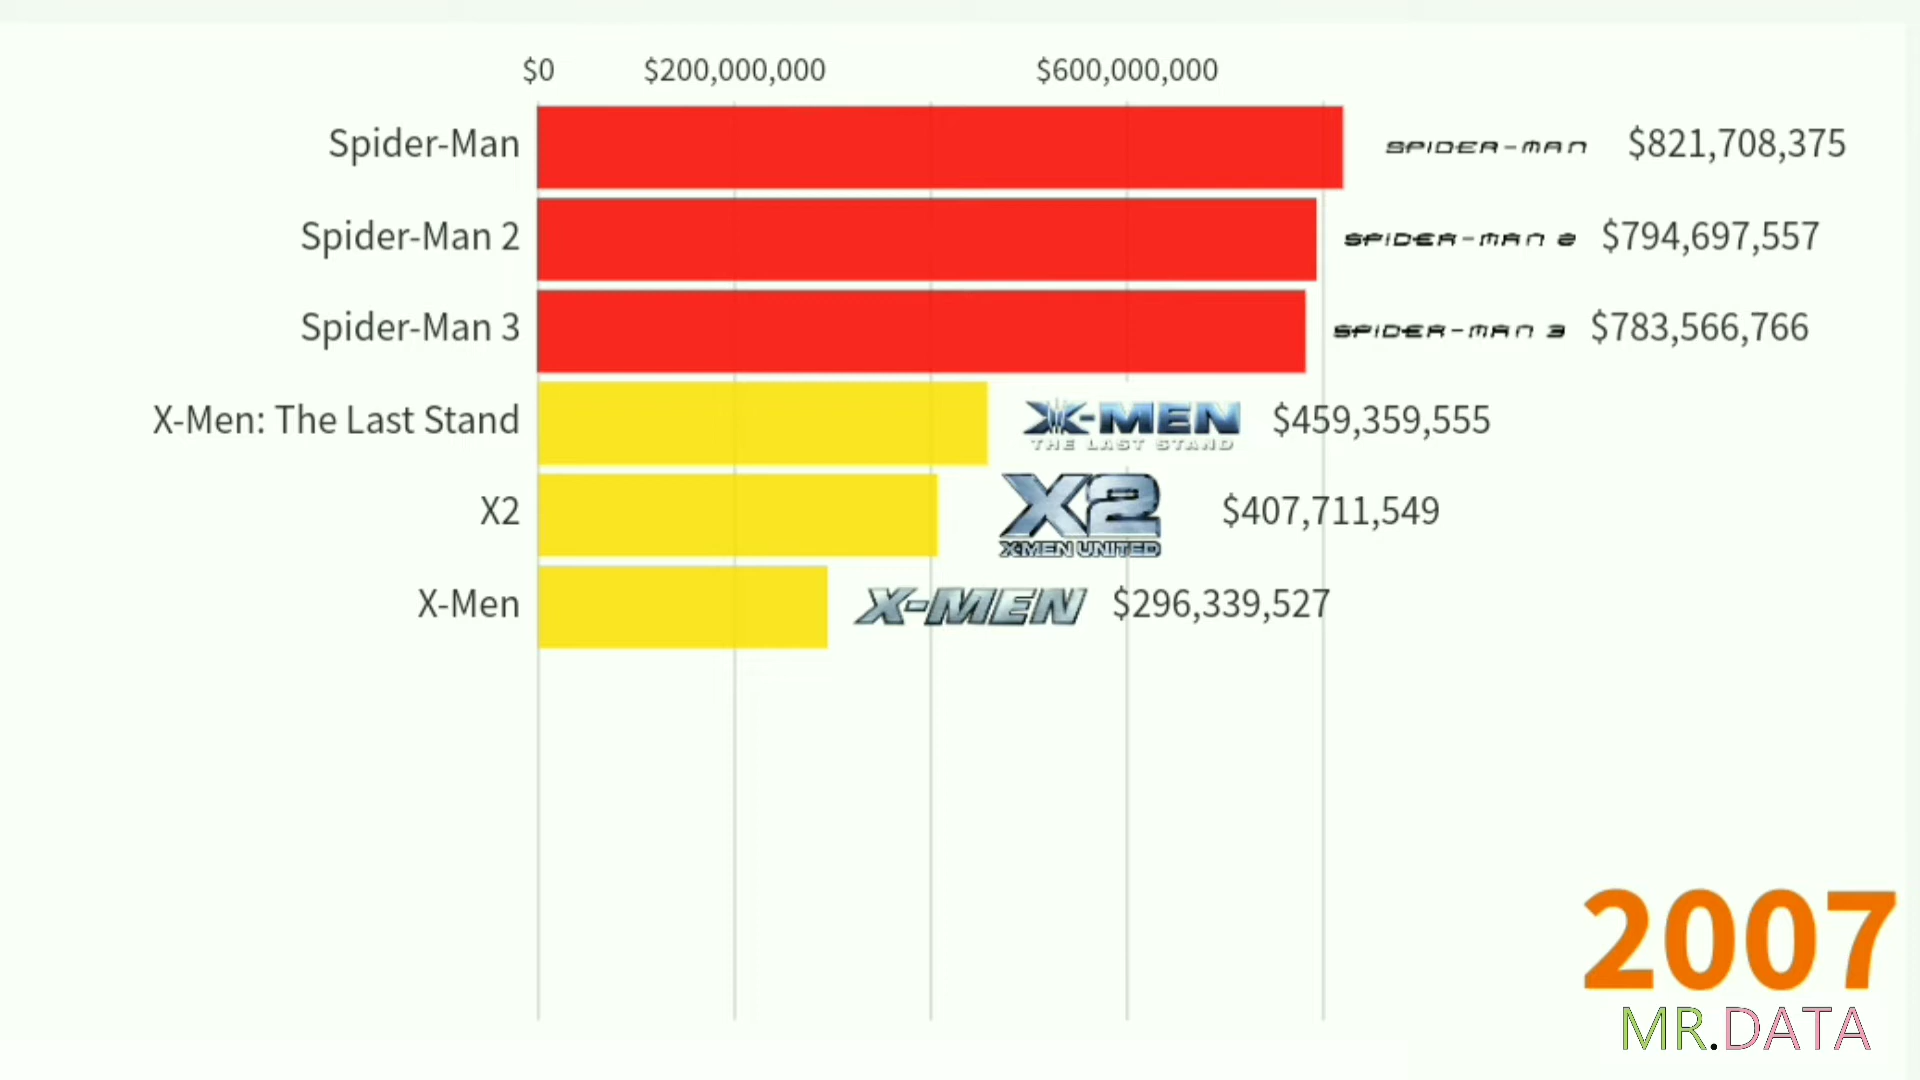 $0 $200,000,000 $600,000,000
Spider-Man SPIDER-MAN $821,708,375
Spider-Man 2 SPIDER-MAN 2 $794,697,557
Spider-Man 3 SPIDER-MAN 3 $783,566,766
X-Men: The Last Stand X-MEN THE LAST STAND $459,359,555
X2 X2 X-MEN UNITED $407,711,549
X-Men X-MEN $296,339,527
2007
MR.DATA